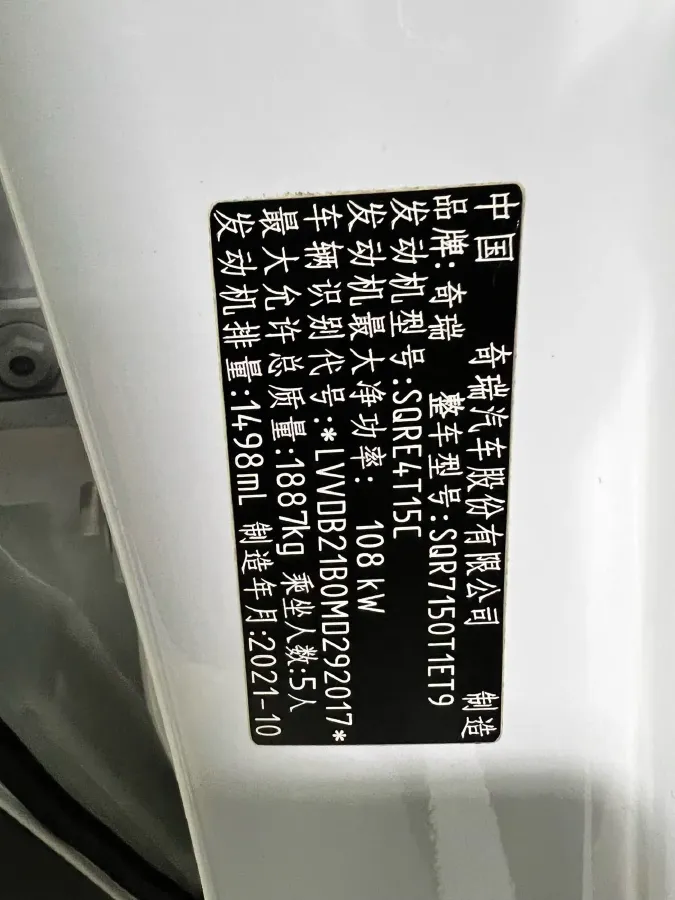 中国 奇瑞汽车股份有限公司 制造
品牌:奇瑞 整车型号:SQR7150T1ET9
发动机型号:SQRE4T15C
发动机最大净功率: 108 kW
车辆识别代号:*LVVDB21B0MD292017*
最大允许总质量:1887kg 乘坐人数:5人
发动机排量:1498mL 制造年月:2021-10